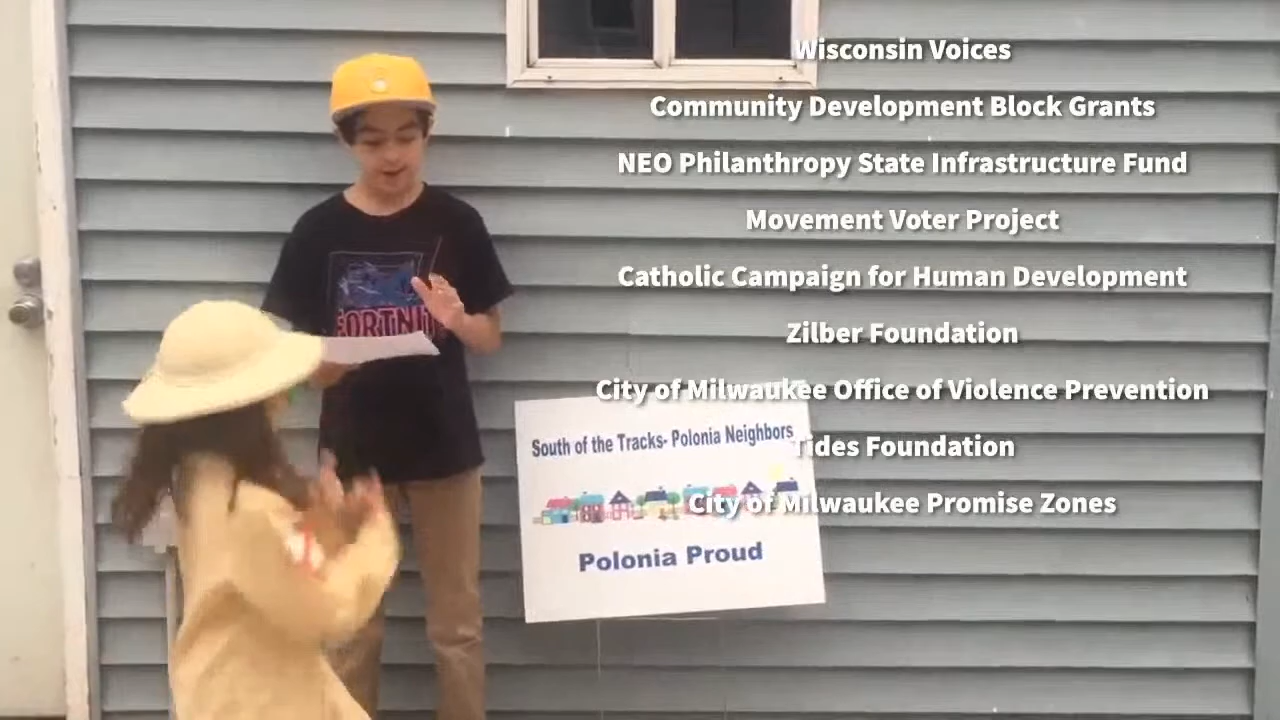 Wisconsin Voices
Community Development Block Grants
NEO Philanthropy State Infrastructure Fund
Movement Voter Project
Catholic Campaign for Human Development
Zilber Foundation
City of Milwaukee Office of Violence Prevention
Tides Foundation
City of Milwaukee Promise Zones
FORTNIT
South of the Tracks- Polonia Neighbors
Polonia Proud